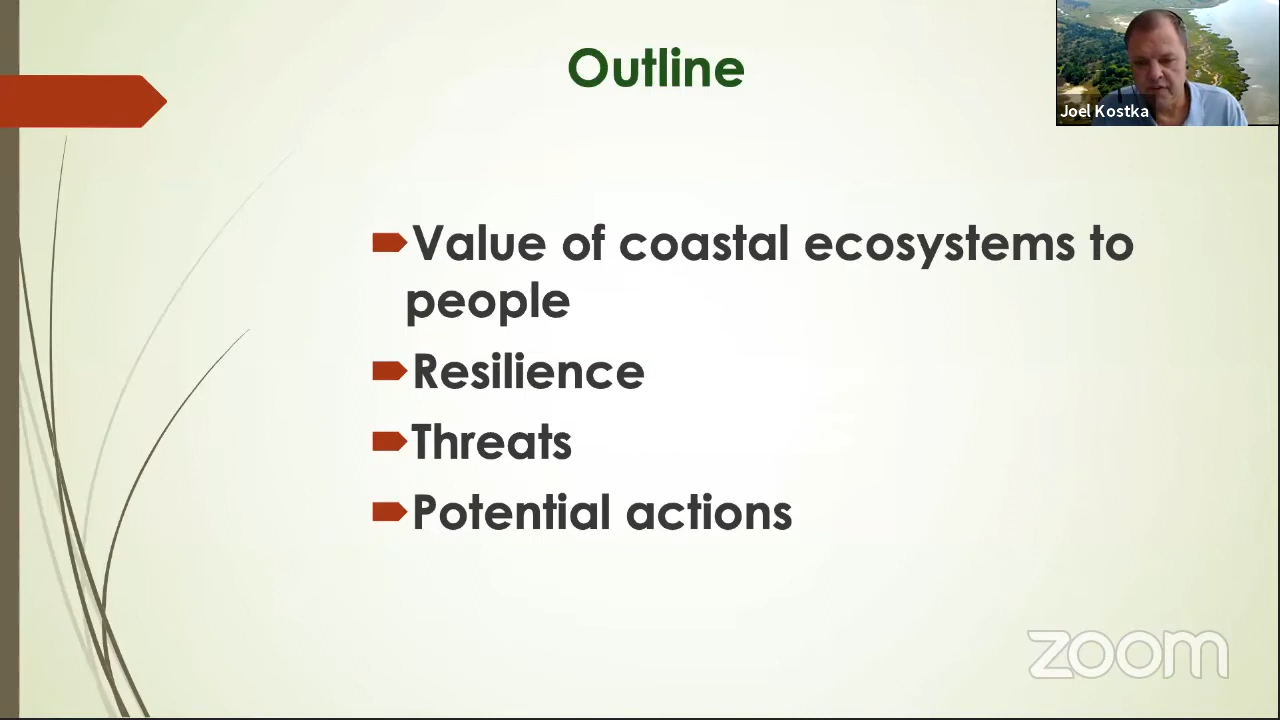 Outline
Joel Kostka
Value of coastal ecosystems to
people
Resilience
Threats
Potential actions
zoom